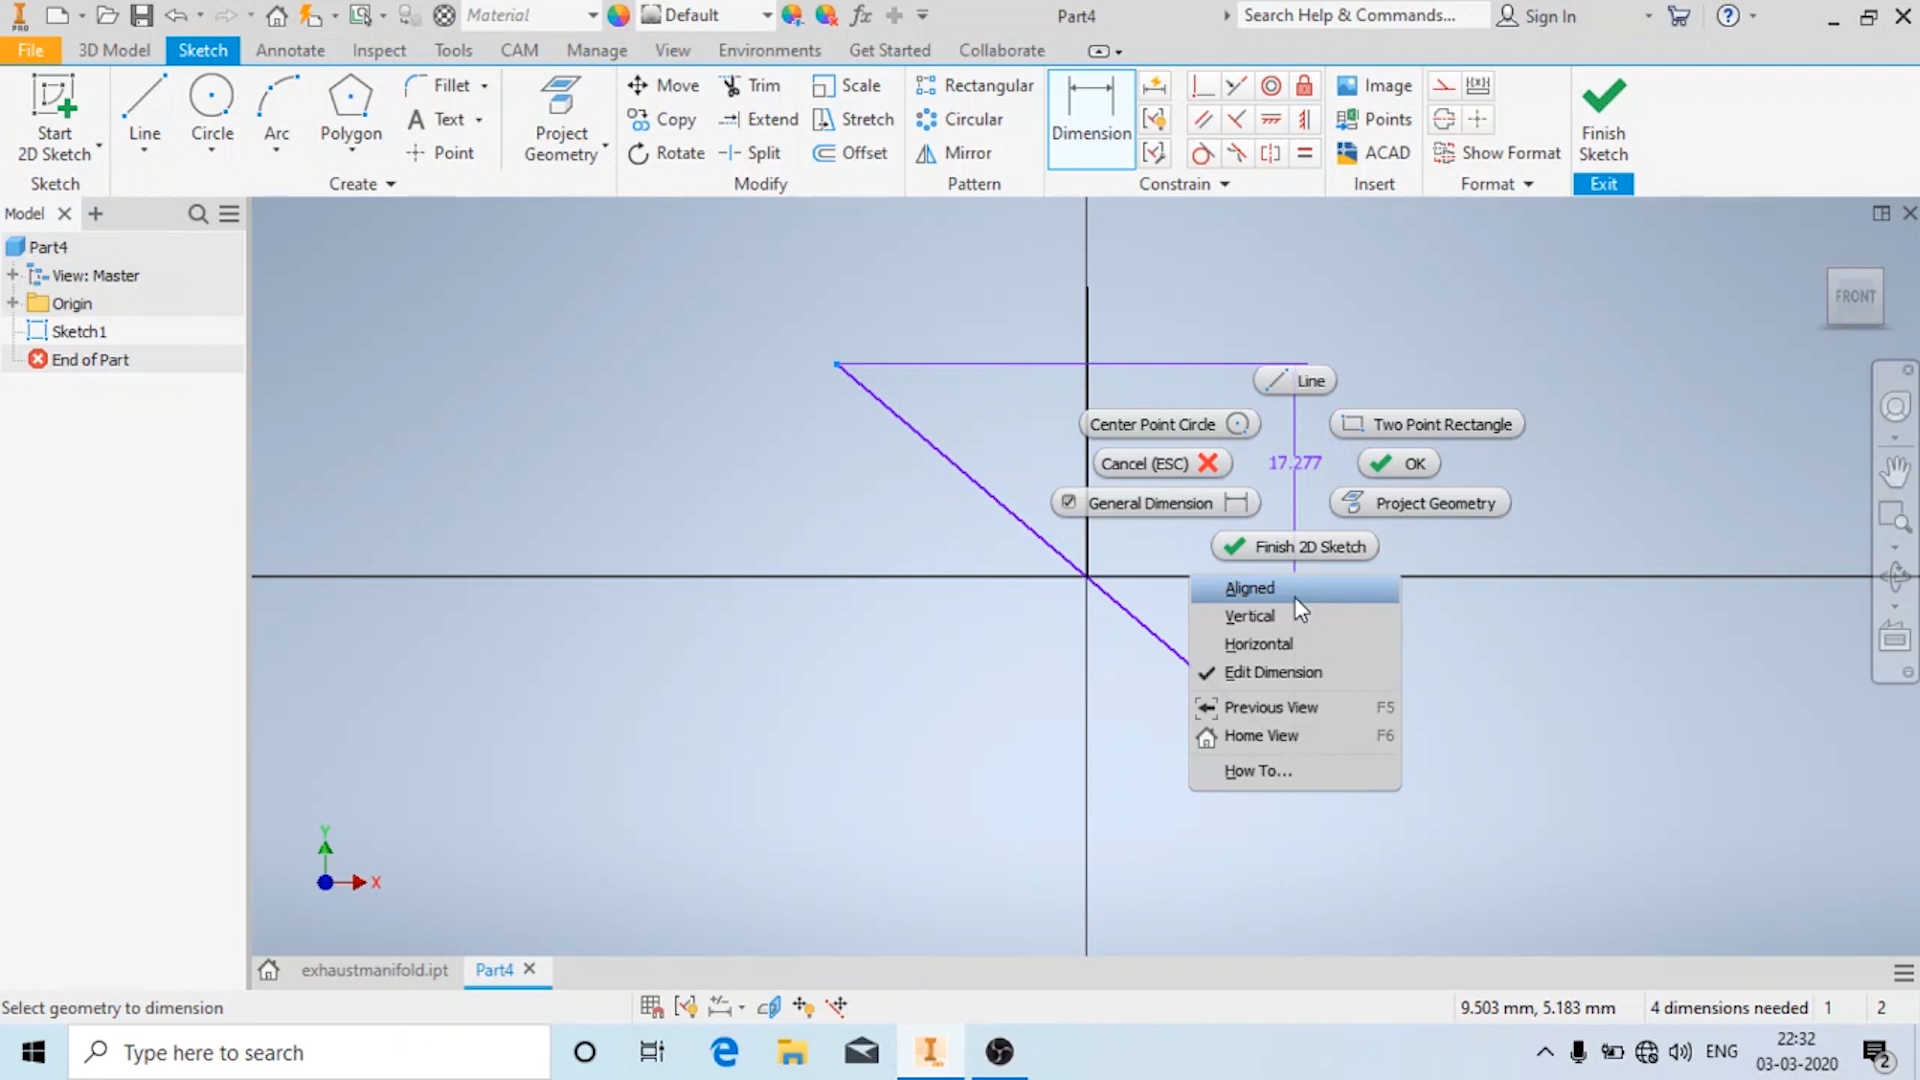 PRO
Material
Default
fx
Part4
Search Help & Commands...
Sign In
File
3D Model
Sketch
Annotate
Inspect
Tools
CAM
Manage
View
Environments
Get Started
Collaborate
Start
2D Sketch
Line
Circle
Arc
Polygon
Fillet
Text
Point
Project
Geometry
Move
Copy
Rotate
Trim
Extend
Split
Scale
Stretch
Offset
Rectangular
Circular
Mirror
Dimension
Image
Points
ACAD
Show Format
Finish
Sketch
Sketch
Create
Modify
Pattern
Constrain
Insert
Format
Exit
Model
Part4
View: Master
Origin
Sketch1
End of Part
FRONT
Line
Center Point Circle
Two Point Rectangle
Cancel (ESC)
17.277
OK
General Dimension
Project Geometry
Finish 2D Sketch
Aligned
Vertical
Horizontal
Edit Dimension
Previous View F5
Home View F6
How To...
Y
X
exhaustmanifold.ipt
Part4
Select geometry to dimension
9.503 mm, 5.183 mm
4 dimensions needed
1
2
Type here to search
ENG
22:32
03-03-2020
2